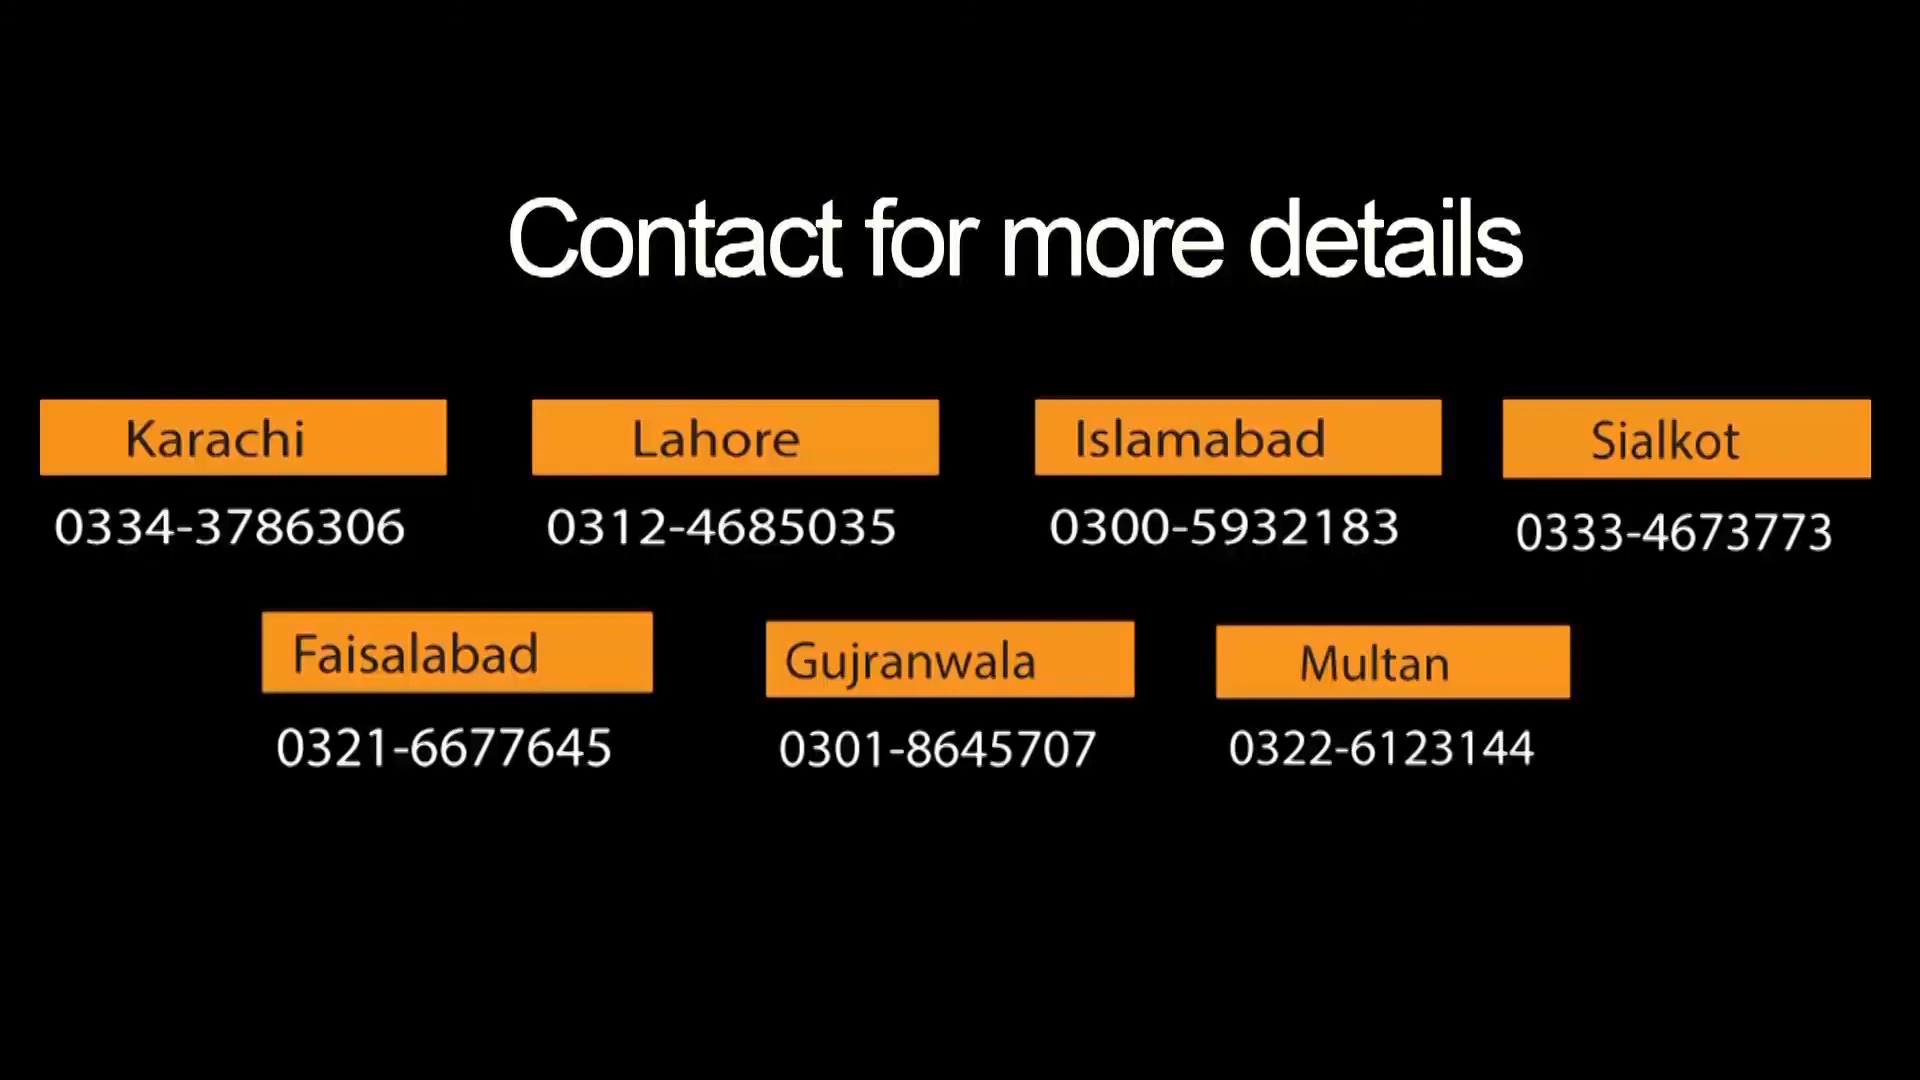 Contact for more details
Karachi Lahore Islamabad Sialkot
0334-3786306 0312-4685035 0300-5932183 0333-4673773
Faisalabad Gujranwala Multan
0321-6677645 0301-8645707 0322-6123144